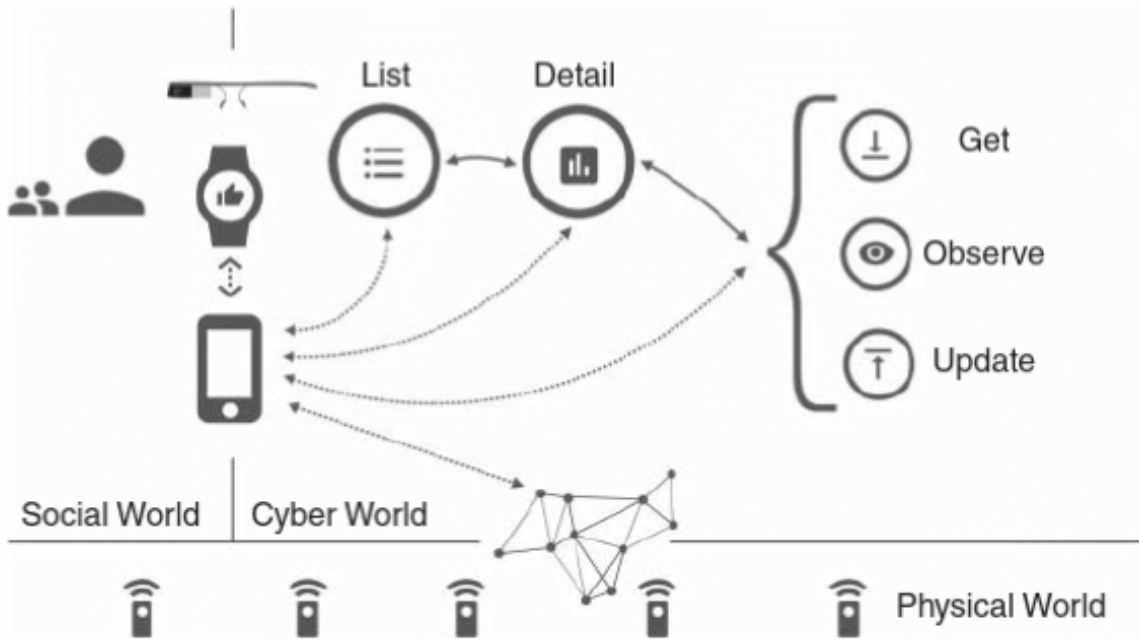 List
Detail
Get
Observe
Update
Social World
Cyber World
Physical World